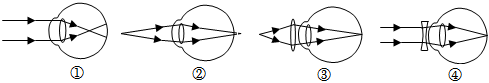 ① ② ③ ④